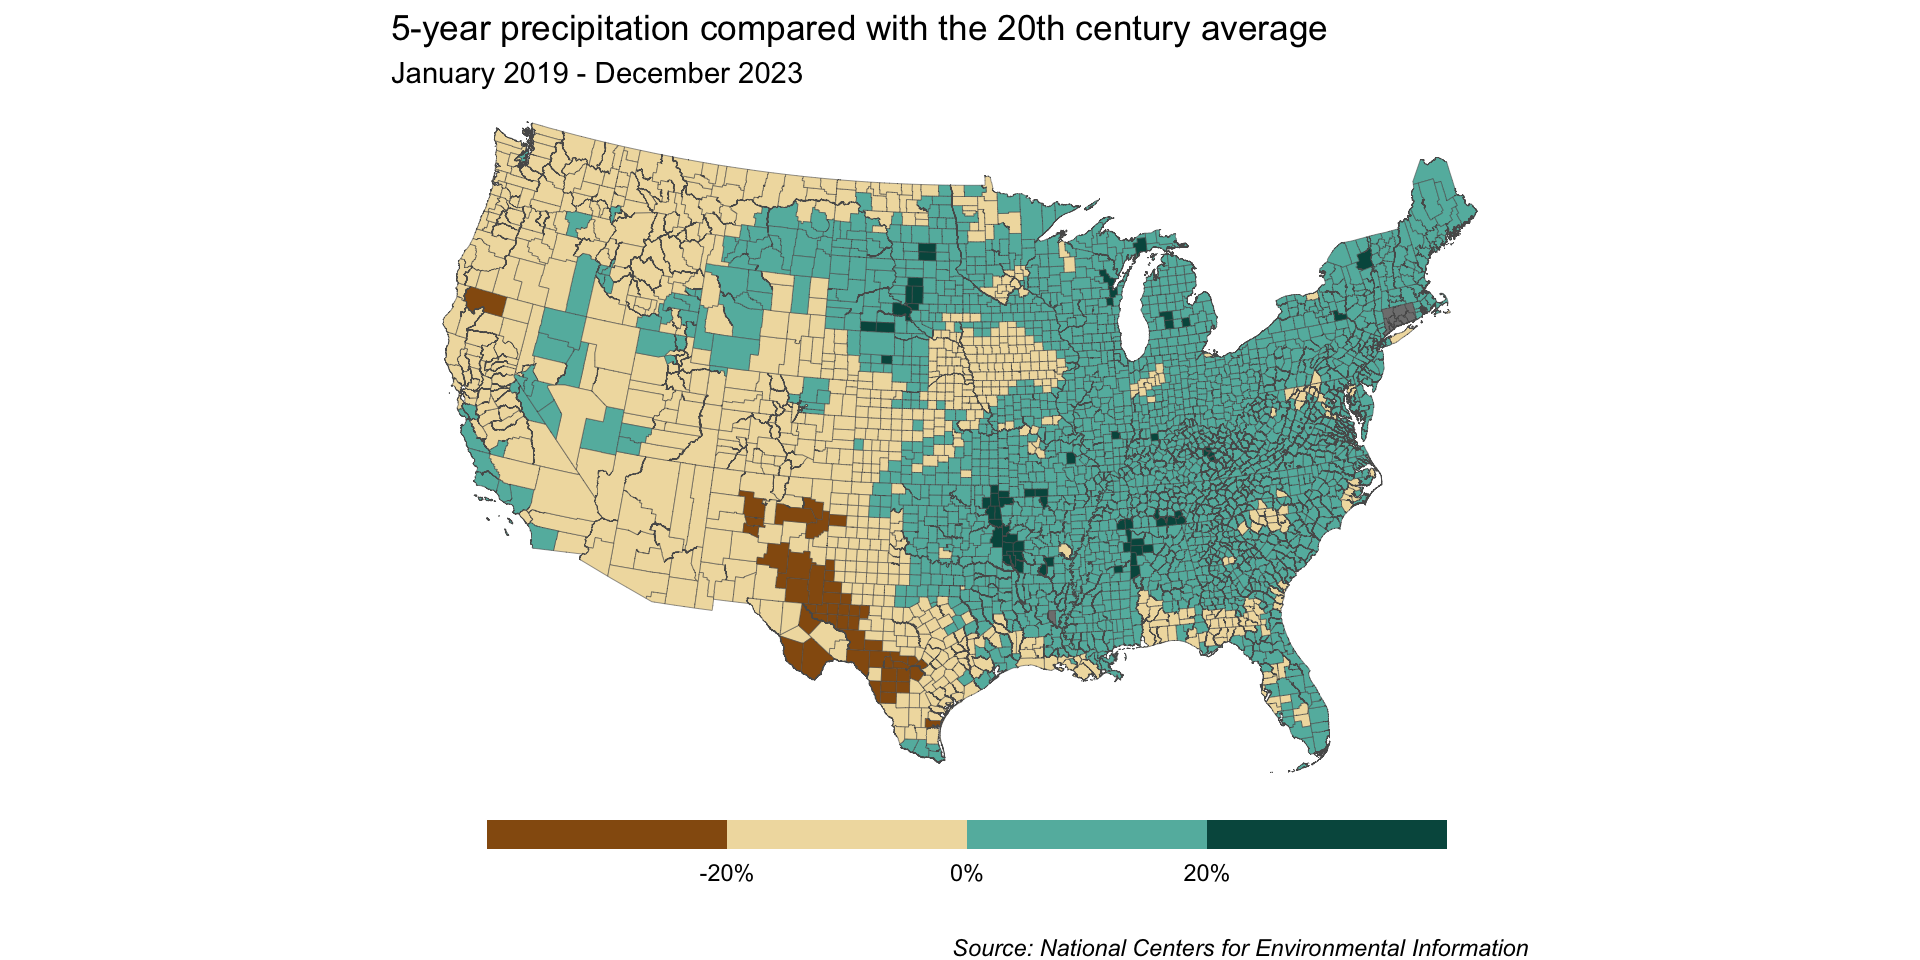 5-year precipitation compared with the 20th century average
January 2019 - December 2023
-20%
0%
20%
Source: National Centers for Environmental Information